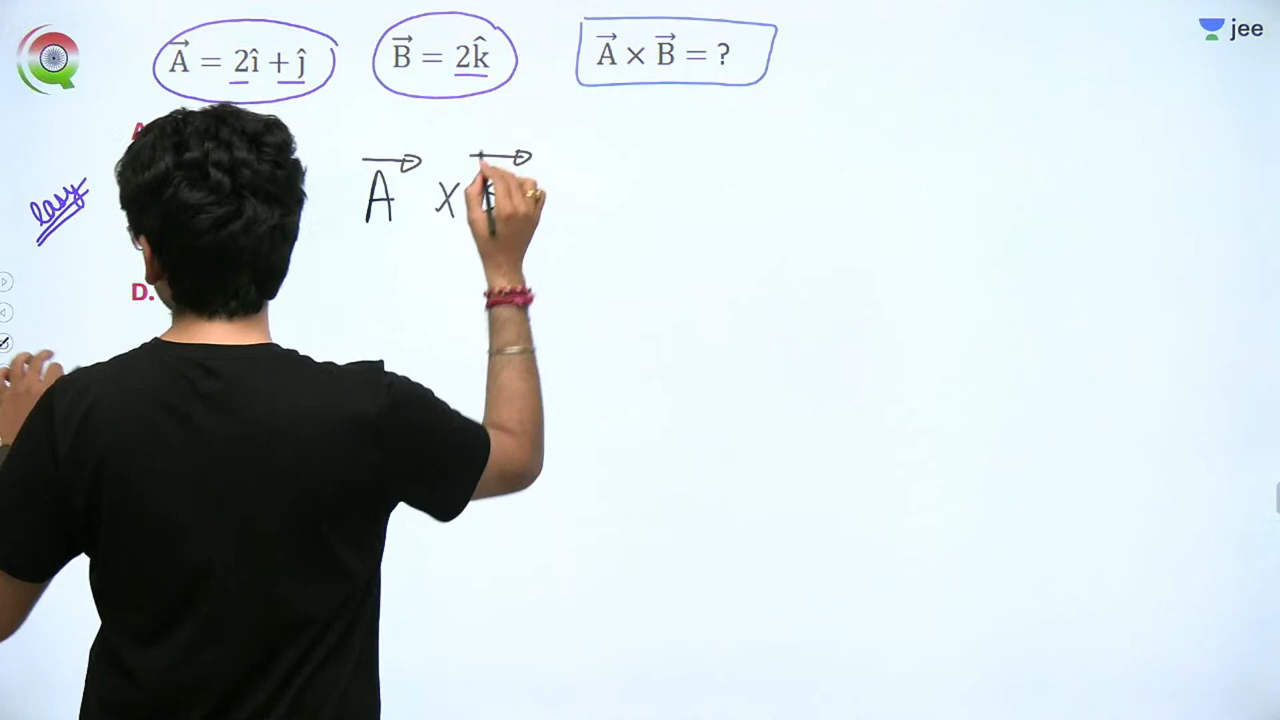 A⃗ = 2î + ĵ B⃗ = 2k̂ A⃗ × B⃗ = ? jee
easy
A⃗ ×
D.